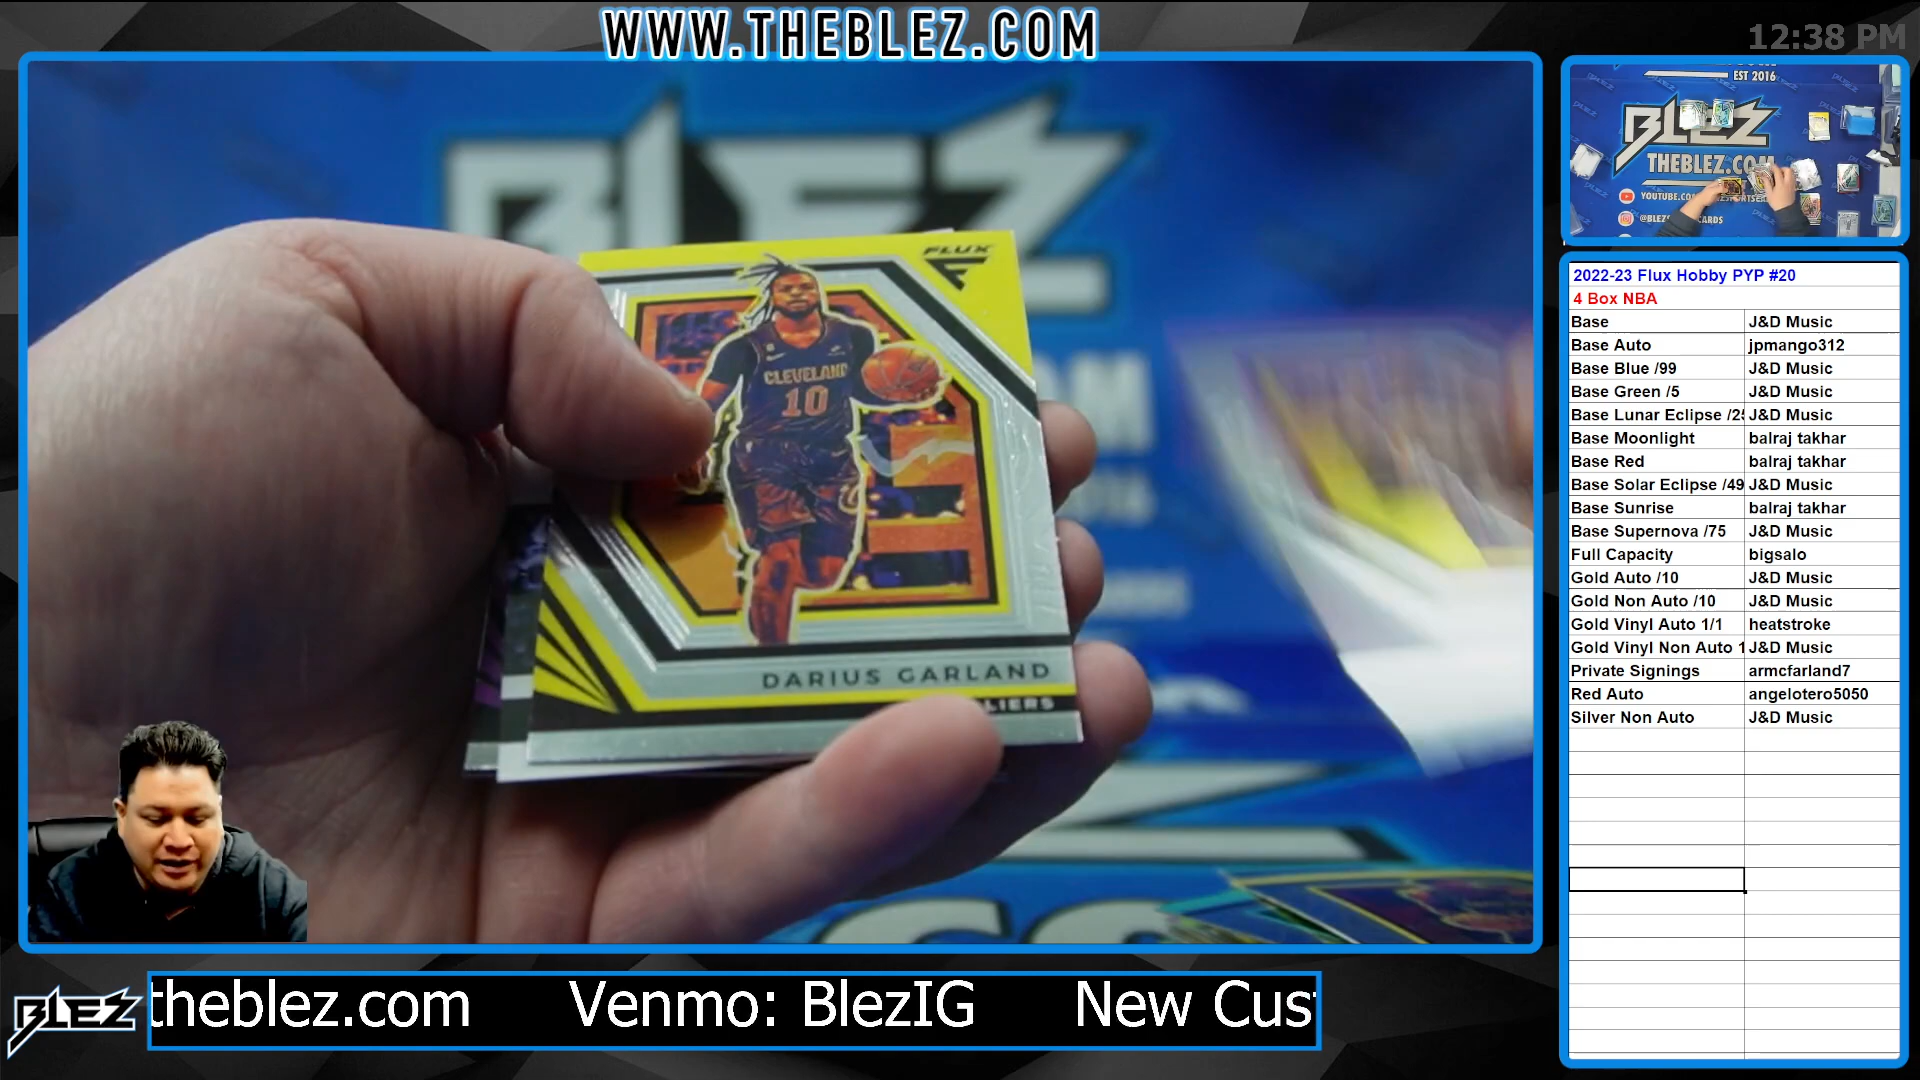 WWW.THEBLEZ.COM
12:38 PM
BLEZ
EST 2016
BLEZ
THEBLEZ.COM
FLUX
CLEVELAND
10
DARIUS GARLAND
LIERS
2022-23 Flux Hobby PYP #20
4 Box NBA
Base J&D Music
Base Auto jpmango312
Base Blue /99 J&D Music
Base Green /5 J&D Music
Base Lunar Eclipse /25 J&D Music
Base Moonlight balraj takhar
Base Red balraj takhar
Base Solar Eclipse /49 J&D Music
Base Sunrise balraj takhar
Base Supernova /75 J&D Music
Full Capacity bigsalo
Gold Auto /10 J&D Music
Gold Non Auto /10 J&D Music
Gold Vinyl Auto 1/1 heatstroke
Gold Vinyl Non Auto 1 J&D Music
Private Signings armcfarland7
Red Auto angelotero5050
Silver Non Auto J&D Music
BLEZ
theblez.com Venmo: BlezIG New Cus